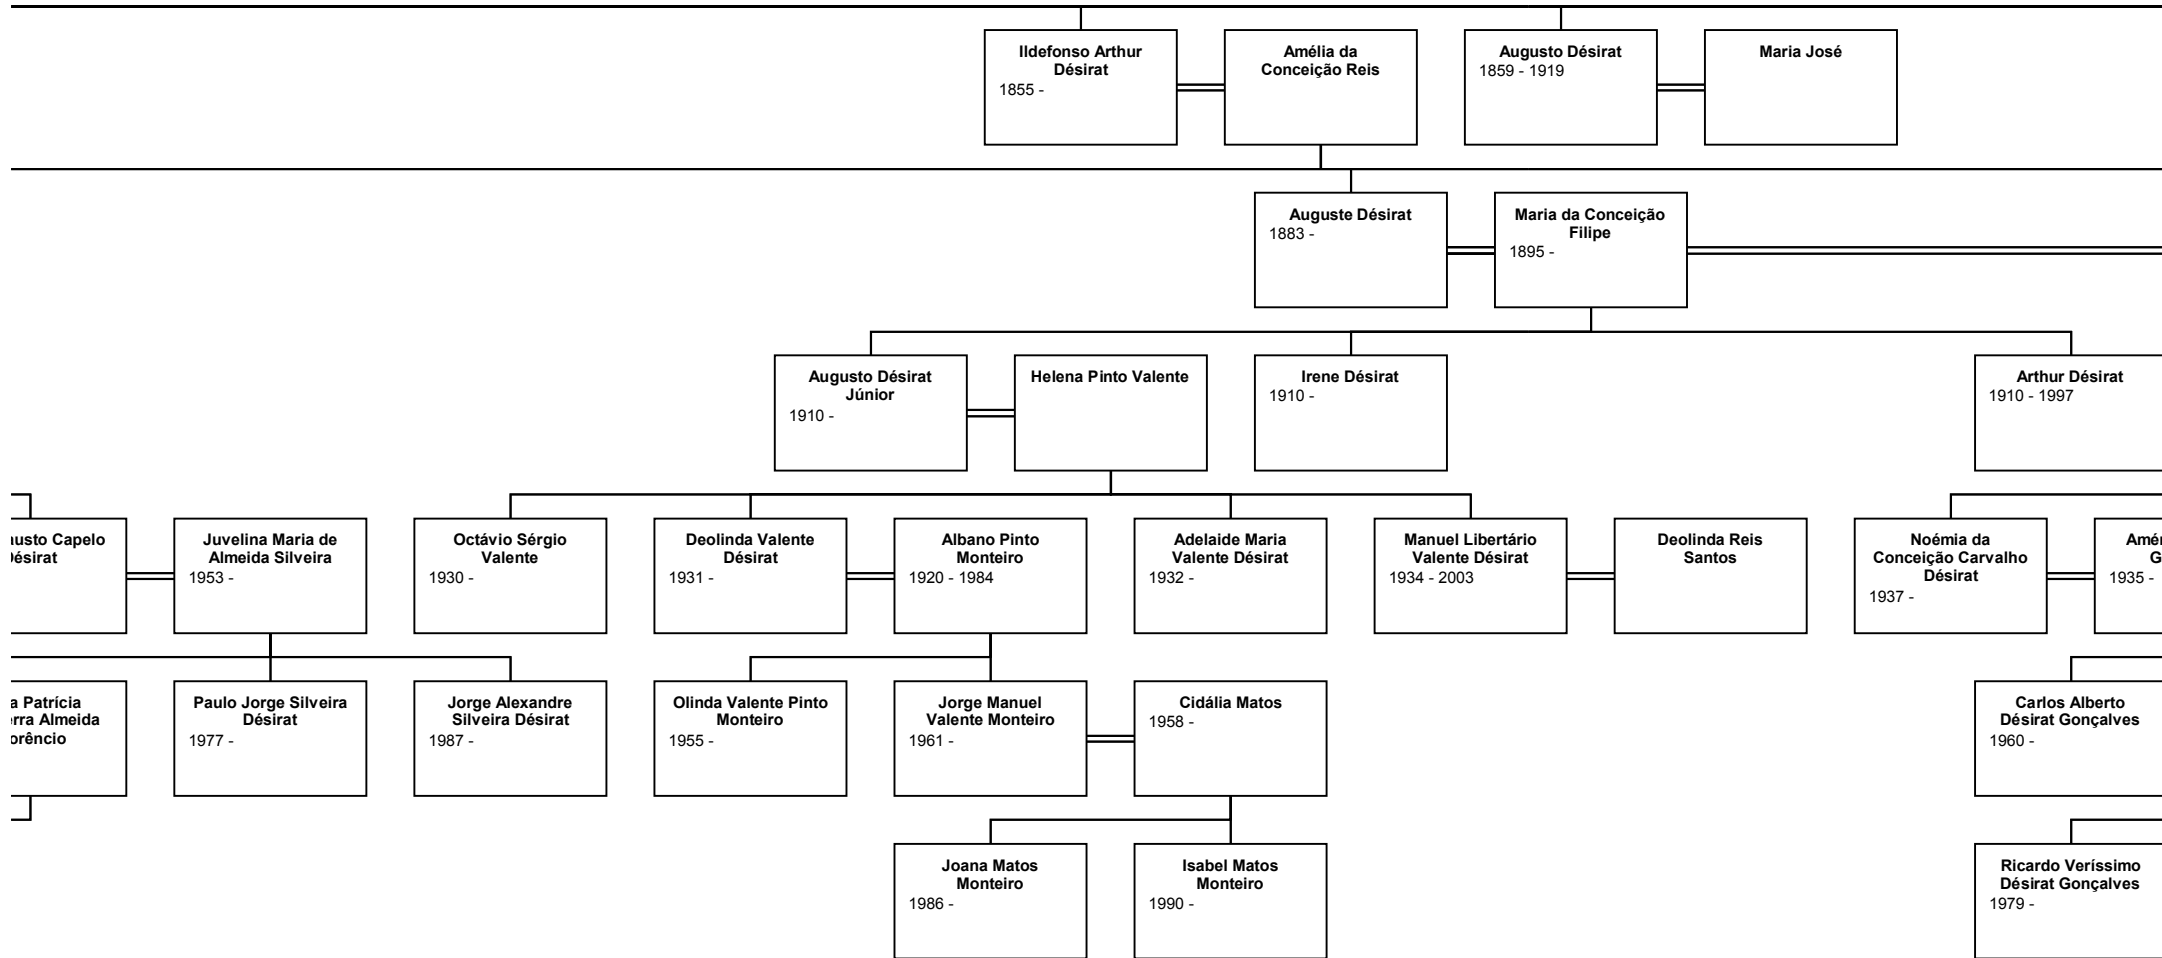 Ildefonso Arthur
Désirat
1855 -
Amélia da
Conceição Reis
Augusto Désirat
1859 - 1919
Maria José
Auguste Désirat
1883 -
Maria da Conceição
Filipe
1895 -
Augusto Désirat
Júnior
1910 -
Helena Pinto Valente
Irene Désirat
1910 -
Arthur Désirat
1910 - 1997
Capelo
Juvelina Maria de
Almeida Silveira
1953 -
Octávio Sérgio
Valente
1930 -
Deolinda Valente
Désirat
1931 -
Albano Pinto
Monteiro
1920 - 1984
Adelaide Maria
Valente Désirat
1932 -
Manuel Libertário
Valente Désirat
1934 - 2003
Deolinda Reis
Santos
Noémia da
Conceição Carvalho
Désirat
1937 -
1935 -
Patrícia
Almeida
Paulo Jorge Silveira
Désirat
1977 -
Jorge Alexandre
Silveira Désirat
1987 -
Olinda Valente Pinto
Monteiro
1955 -
Jorge Manuel
Valente Monteiro
1961 -
Cidália Matos
1958 -
Carlos Alberto
Désirat Gonçalves
1960 -
Joana Matos
Monteiro
1986 -
Isabel Matos
Monteiro
1990 -
Ricardo Veríssimo
Désirat Gonçalves
1979 -